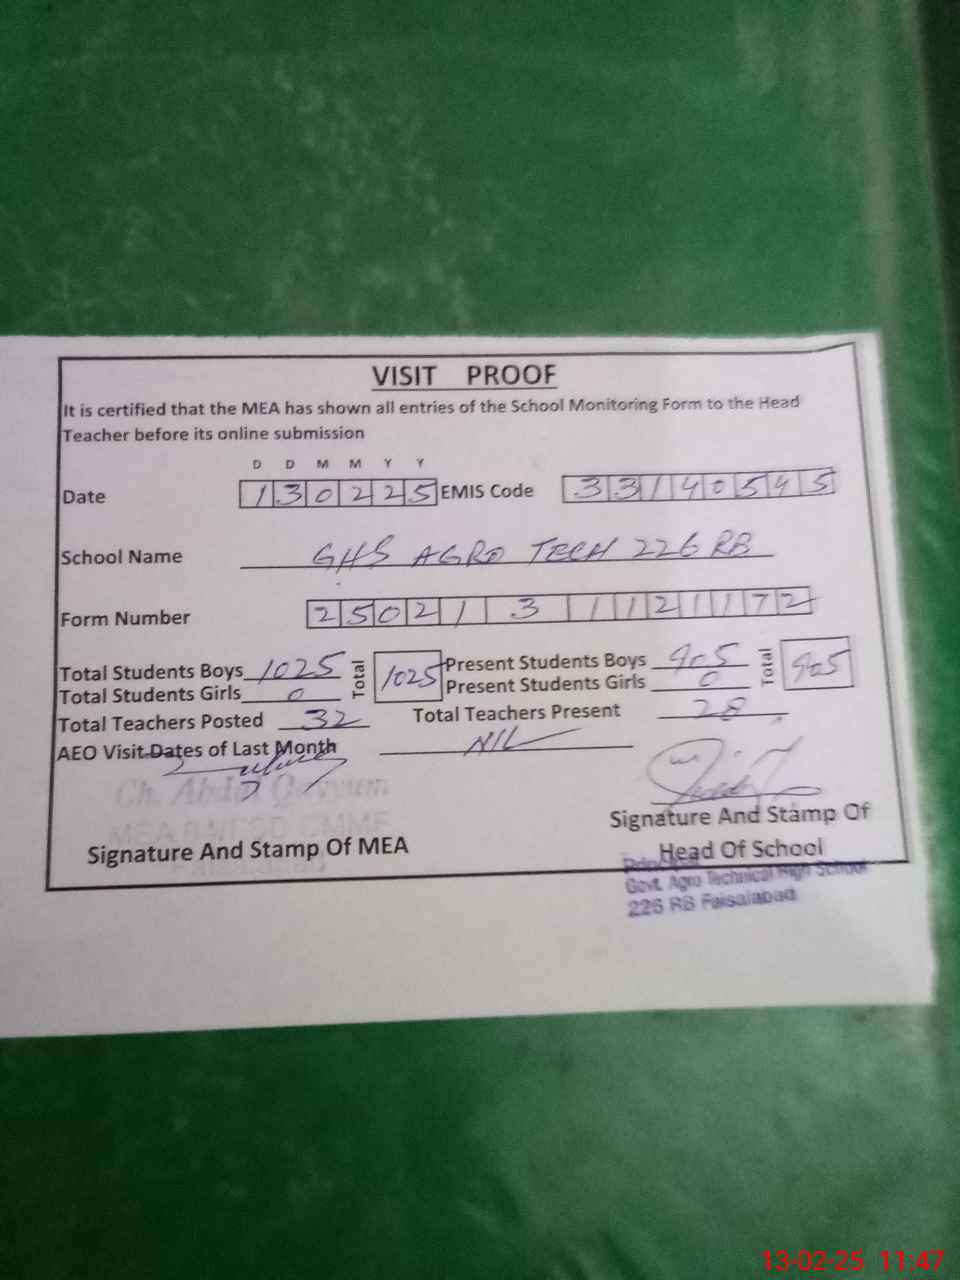 VISIT PROOF
It is certified that the MEA has shown all entries of the School Monitoring Form to the Head
Teacher before its online submission
D D M M Y Y
Date 130225 EMIS Code 33140545
School Name GHS AGRO TECH 226 RB
Form Number 2502131121172
Total Students Boys 1025 Total 1025 Present Students Boys 905 Total 905
Total Students Girls 0 Present Students Girls 0
Total Teachers Posted 32 Total Teachers Present 28
AEO Visit Dates of Last Month NIL
Ch. Abdul Qayyum
Signature And Stamp Of MEA
Signature And Stamp Of
Head Of School
Principal
Govt. Agro Technical High School
226 RB Faisalabad
13-02-25 11:47